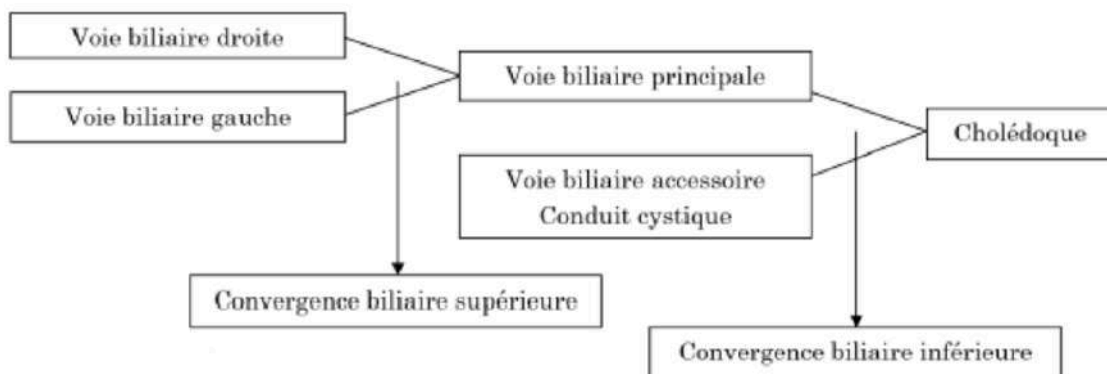 Voie biliaire droite
Voie biliaire gauche
Voie biliaire principale
Voie biliaire accessoire
Conduit cystique
Cholédoque
Convergence biliaire supérieure
Convergence biliaire inférieure